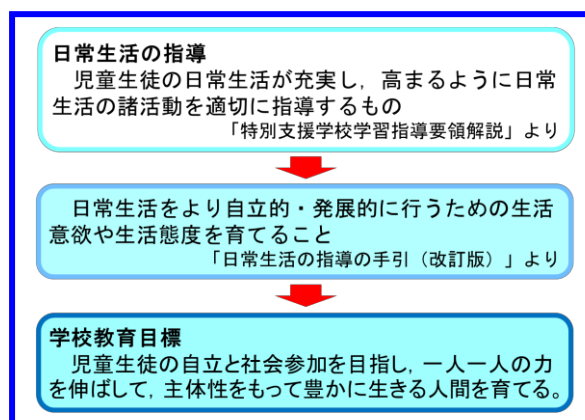 日常生活の指導
児童生徒の日常生活が充実し，高まるように日常
生活の諸活動を適切に指導するもの
「特別支援学校学習指導要領解説」より
日常生活をより自立的・発展的に行うための生活
意欲や生活態度を育てること
「日常生活の指導の手引（改訂版）」より
学校教育目標
児童生徒の自立と社会参加を目指し，一人一人の力
を伸ばして，主体性をもって豊かに生きる人間を育てる。